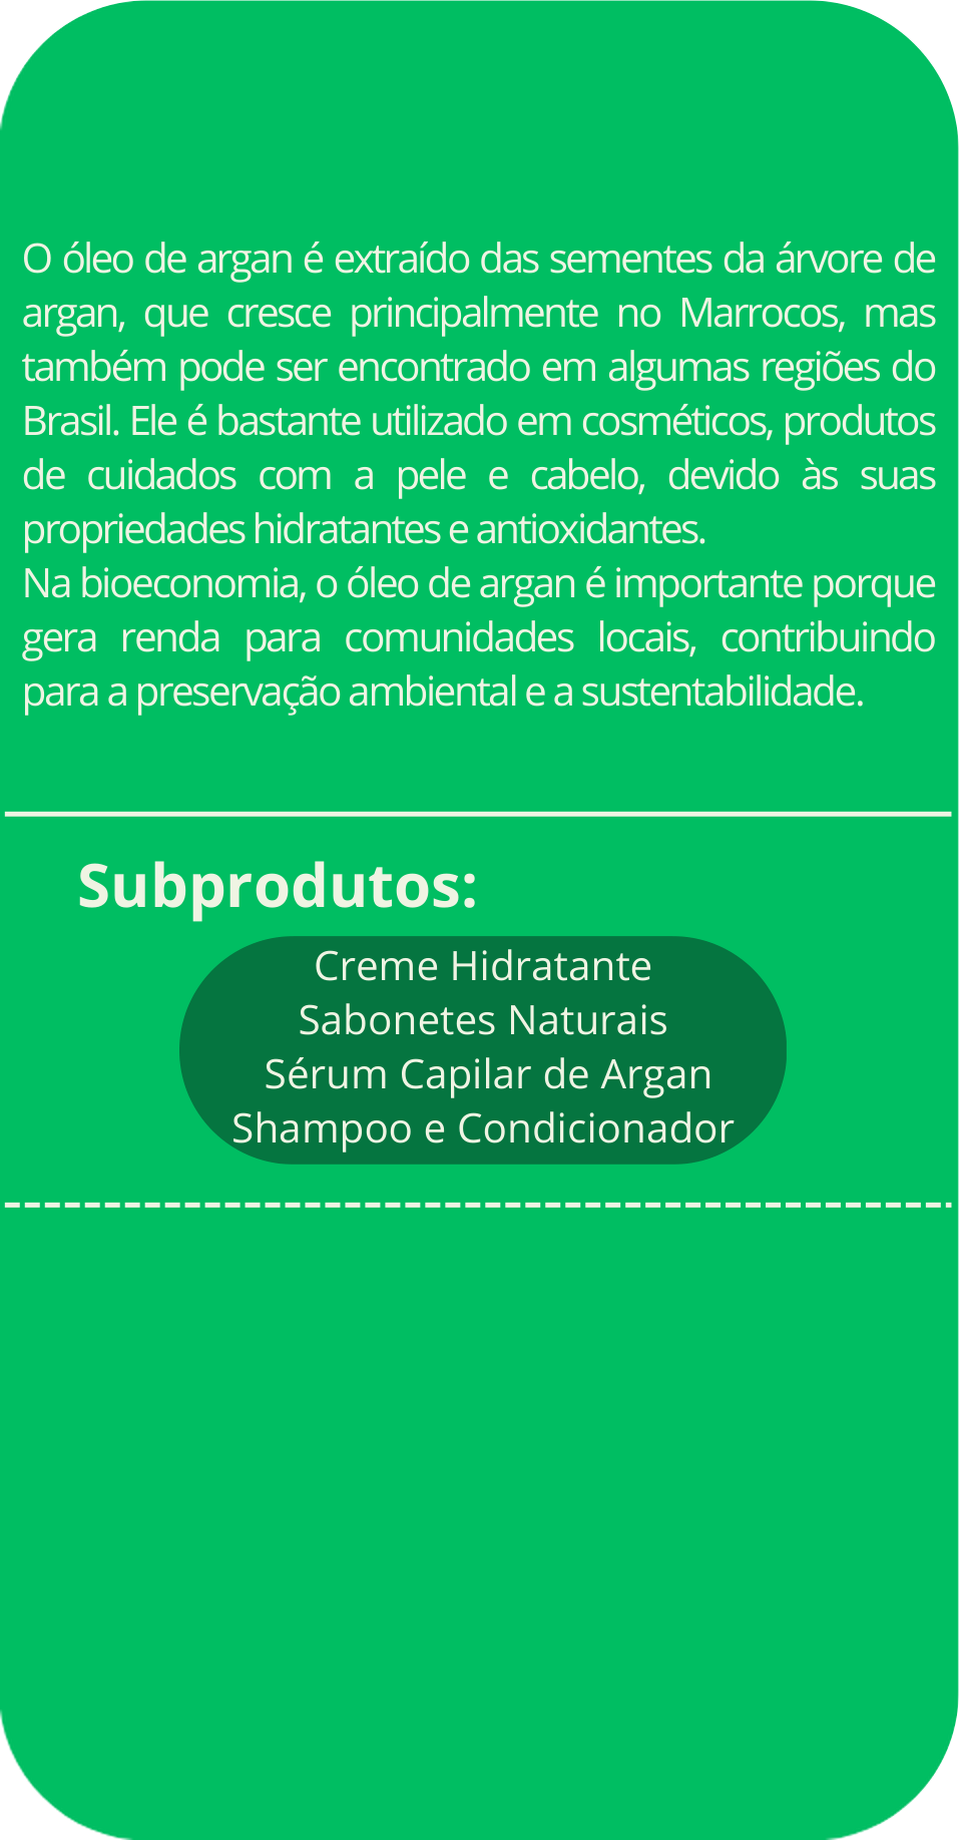 O óleo de argan é extraído das sementes da árvore de
argan, que cresce principalmente no Marrocos, mas
também pode ser encontrado em algumas regiões do
Brasil. Ele é bastante utilizado em cosméticos, produtos
de cuidados com a pele e cabelo, devido às suas
propriedades hidratantes e antioxidantes.
Na bioeconomia, o óleo de argan é importante porque
gera renda para comunidades locais, contribuindo
para a preservação ambiental e a sustentabilidade.
Subprodutos:
Creme Hidratante
Sabonetes Naturais
Sérum Capilar de Argan
Shampoo e Condicionador